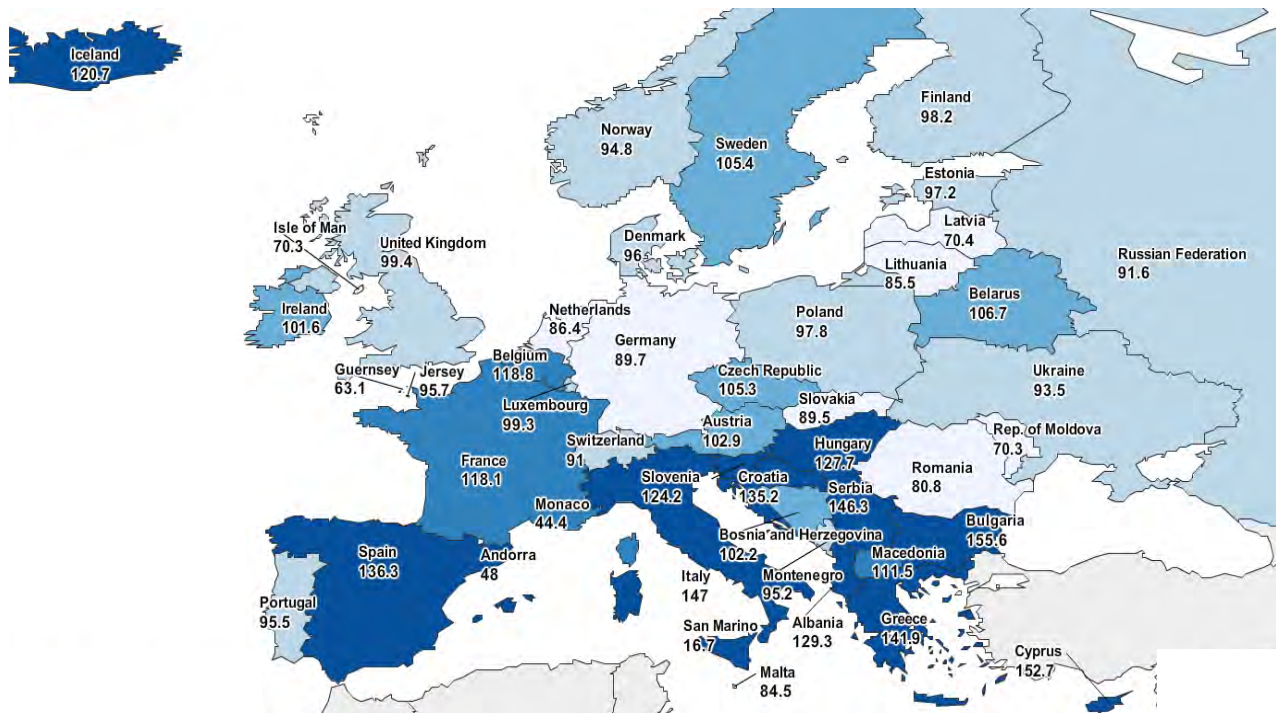 Iceland
120.7
Norway
94.8
Sweden
105.4
Finland
98.2
Estonia
97.2
Latvia
70.4
Lithuania
85.5
Russian Federation
91.6
Isle of Man
70.3
United Kingdom
99.4
Denmark
96
Ireland
101.6
Netherlands
86.4
Germany
89.7
Poland
97.8
Belarus
106.7
Guernsey
63.1
Jersey
95.7
Belgium
118.8
Luxembourg
99.3
Czech Republic
105.3
Slovakia
89.5
Ukraine
93.5
Austria
102.9
Switzerland
91
Hungary
127.7
Rep. of Moldova
70.3
France
118.1
Slovenia
124.2
Croatia
135.2
Serbia
146.3
Romania
80.8
Monaco
44.4
Bosnia and Herzegovina
102.2
Bulgaria
155.6
Spain
136.3
Andorra
48
Italy
147
Montenegro
95.2
Macedonia
111.5
Portugal
95.5
San Marino
16.7
Albania
129.3
Greece
141.9
Malta
84.5
Cyprus
152.7